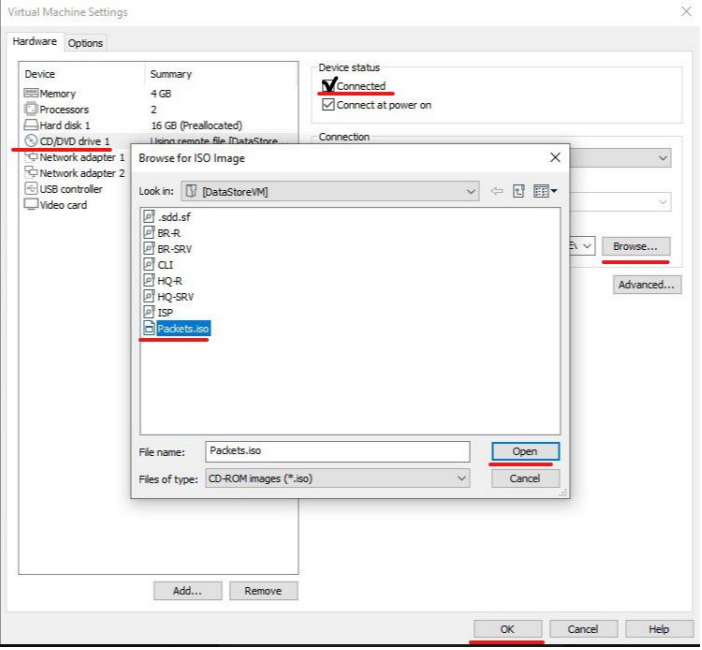 Virtual Machine Settings
Hardware Options
Device Summary
Memory 4 GB
Processors 2
Hard disk 1 16 GB (Preallocated)
CD/DVD drive 1 Using remote file [DataStore...
Network adapter 1
Network adapter 2
USB controller
Video card
Add... Remove
Device status
Connected
Connect at power on
Connection
Browse...
Advanced...
Browse for ISO Image
Look in: [DataStoreVM]
.sdd.sf
BR-R
BR-SRV
CLI
HQ-R
HQ-SRV
ISP
Packets.iso
File name: Packets.iso Open
Files of type: CD-ROM images (*.iso) Cancel
OK Cancel Help